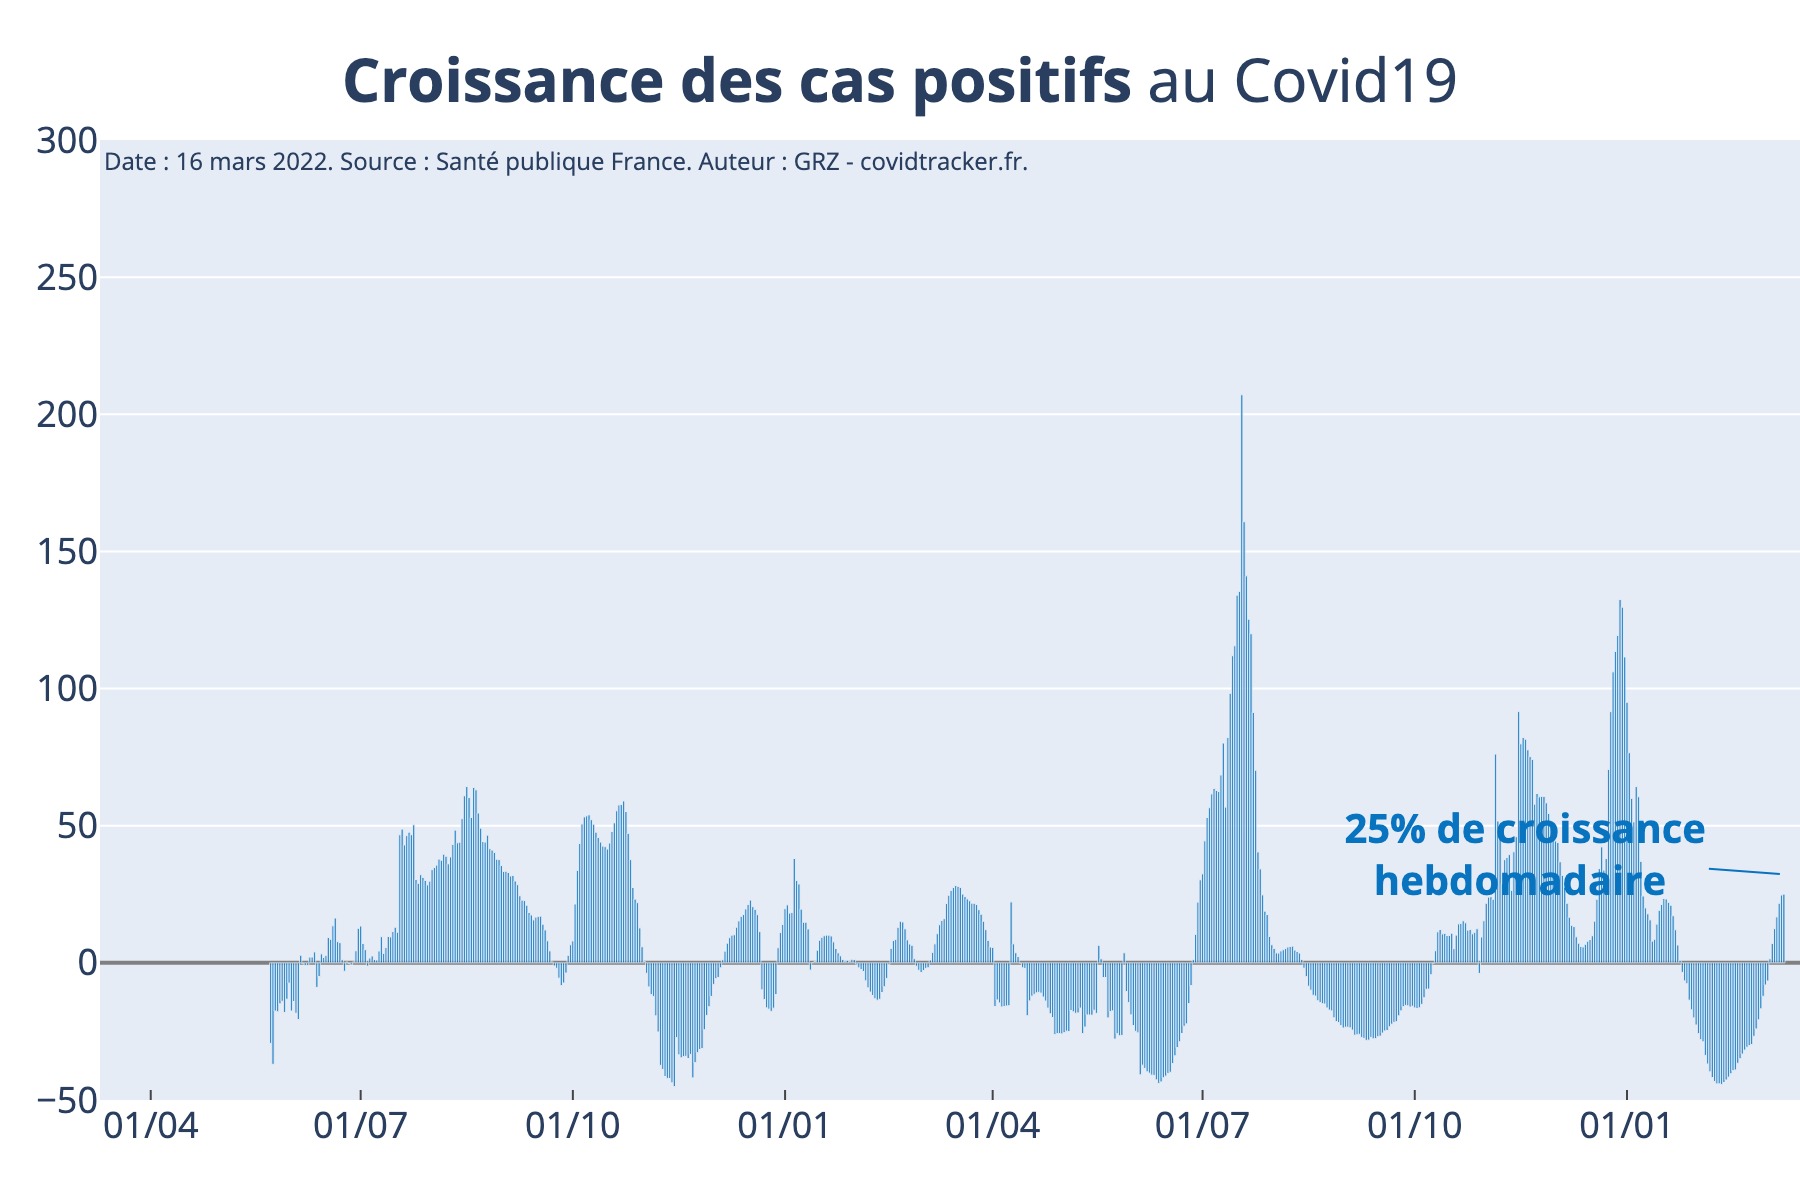 Croissance des cas positifs au Covid19
300
Date : 16 mars 2022. Source : Santé publique France. Auteur : GRZ - covidtracker.fr.
250
200
150
100
50
25% de croissance
hebdomadaire
0
−50
01/04 01/07 01/10 01/01 01/04 01/07 01/10 01/01